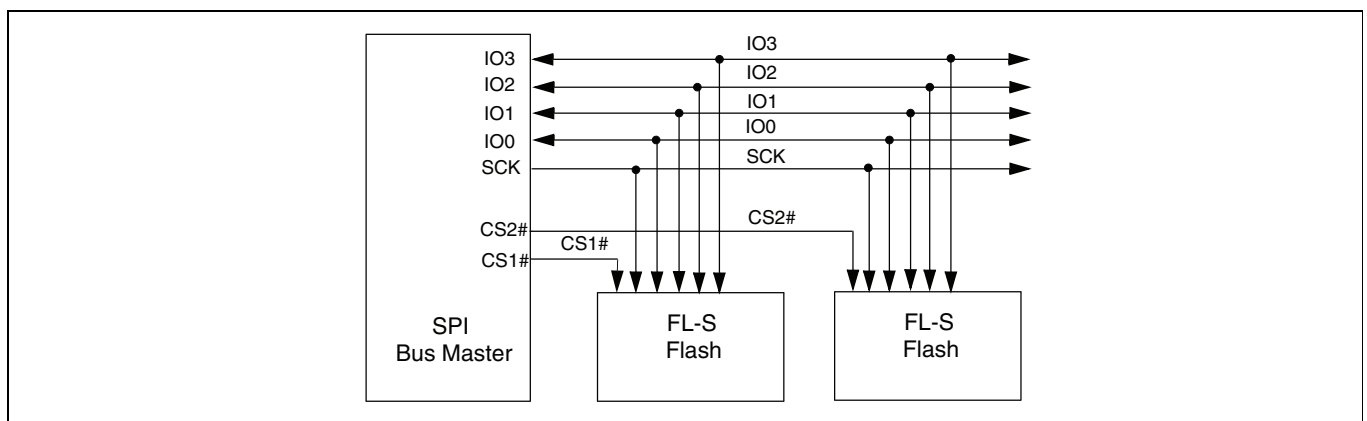 IO3
IO3
IO2
IO2
IO1
IO1
IO0
IO0
SCK
SCK
CS2#
CS2#
CS1#
CS1#
SPI
Bus Master
FL-S
Flash
FL-S
Flash